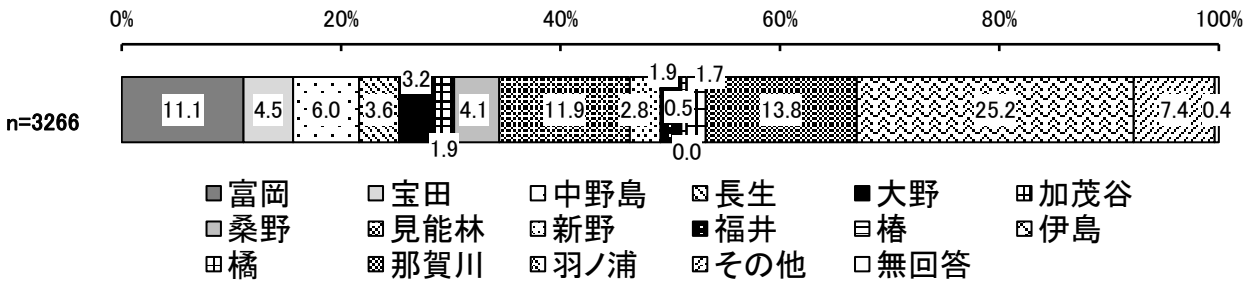 0% 20% 40% 60% 80% 100%
3.2 1.9 1.7
n=3266 11.1 4.5 6.0 3.6 4.1 11.9 2.8 0.5 13.8 25.2 7.4 0.4
1.9 0.0
富岡 宝田 中野島 長生 大野 加茂谷
桑野 見能林 新野 福井 椿 伊島
橘 那賀川 羽ノ浦 その他 無回答